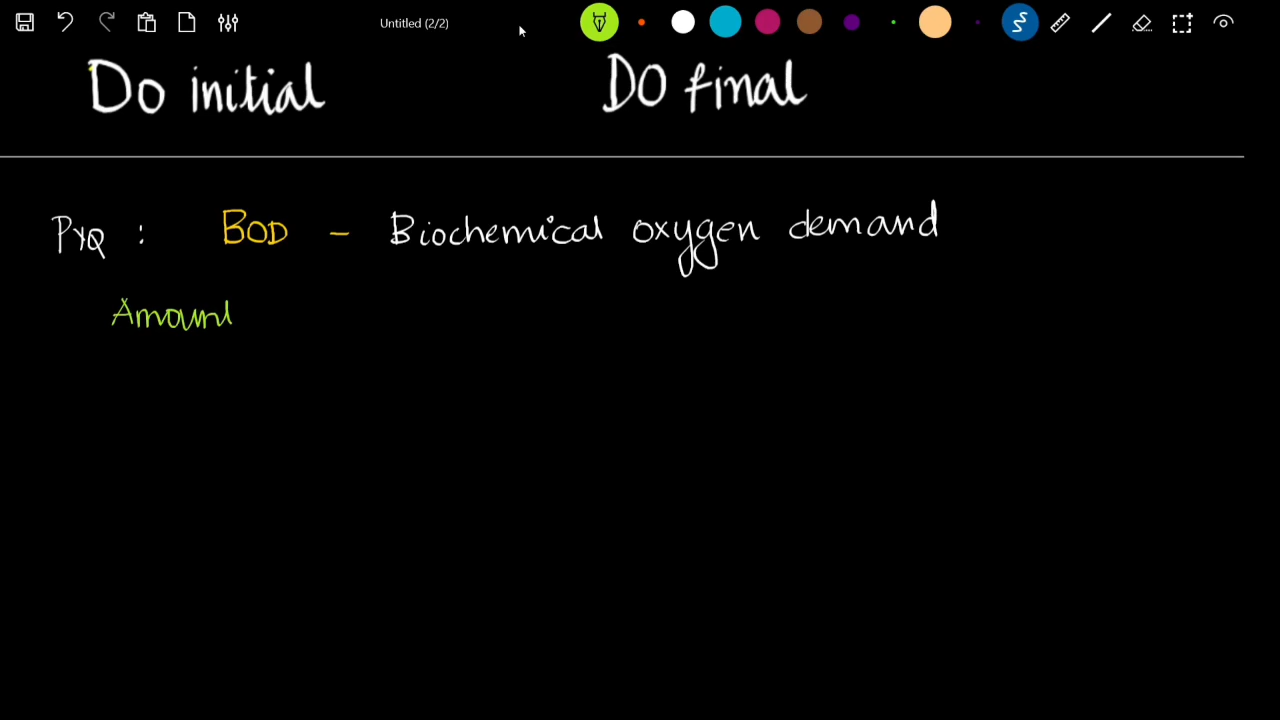 Untitled (2/2)
Do initial DO final
PYQ : BOD - Biochemical oxygen demand
Amount